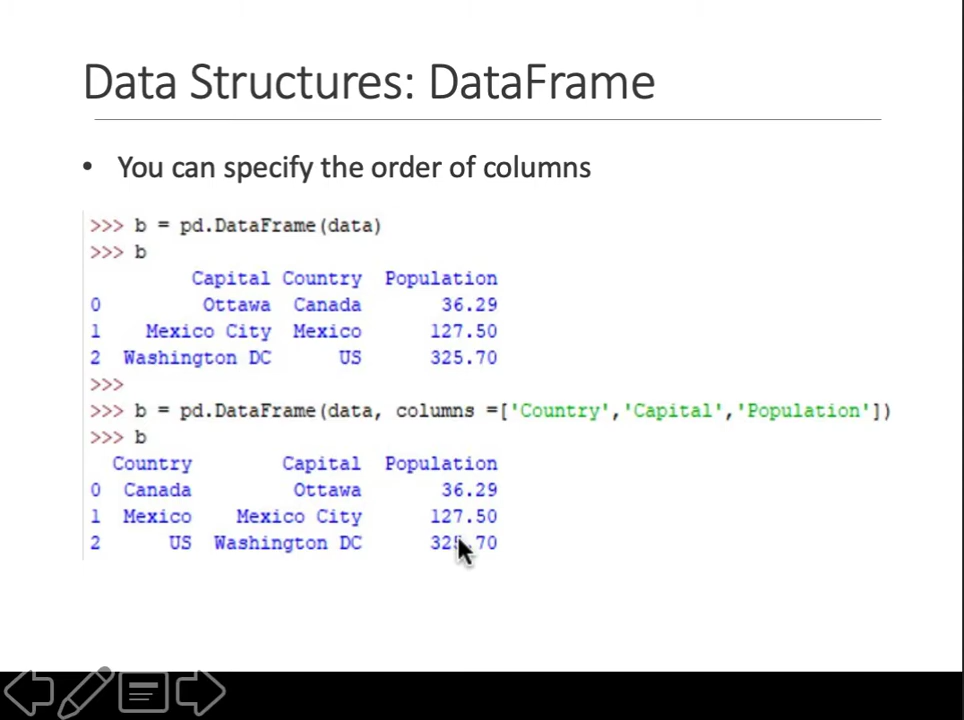 Data Structures: DataFrame
• You can specify the order of columns
>>> b = pd.DataFrame(data)
>>> b
Capital Country Population
0 Ottawa Canada 36.29
1 Mexico City Mexico 127.50
2 Washington DC US 325.70
>>>
>>> b = pd.DataFrame(data, columns =['Country','Capital','Population'])
>>> b
Country Capital Population
0 Canada Ottawa 36.29
1 Mexico Mexico City 127.50
2 US Washington DC 325.70